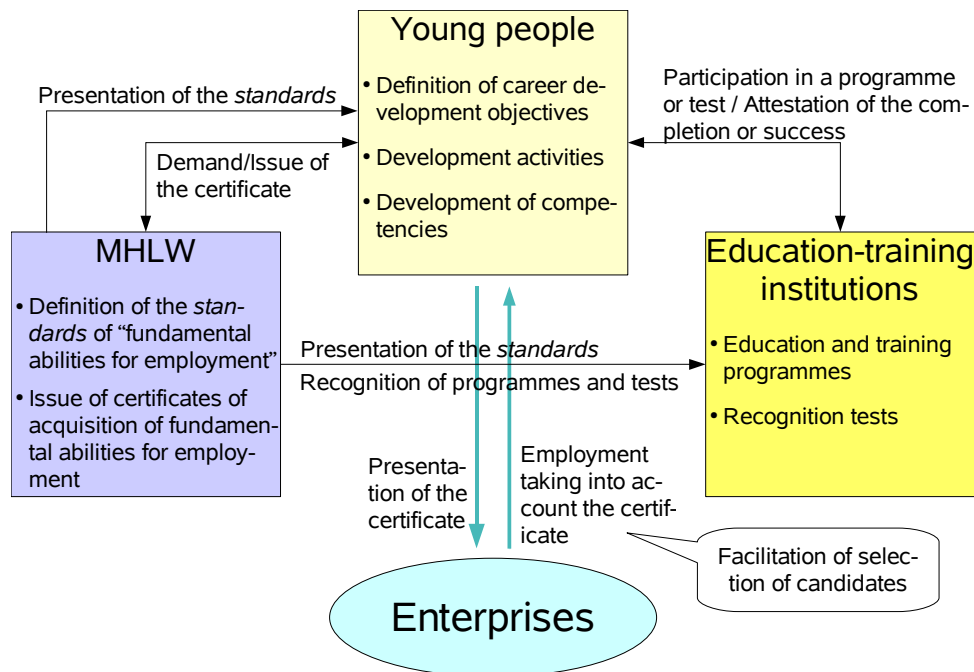 Young people
• Definition of career de-
velopment objectives
• Development activities
• Development of compe-
tencies
Presentation of the standards
Demand/Issue of
the certificate
Participation in a programme
or test / Attestation of the com-
pletion or success
MHLW
• Definition of the stan-
dards of “fundamental
abilities for employment”
• Issue of certificates of
acquisition of fundamen-
tal abilities for employ-
ment
Presentation of the standards
Recognition of programmes and tests
Education-training
institutions
• Education and training
programmes
• Recognition tests
Presenta-
tion of the
certificate
Employment
taking into ac-
count the certif-
icate
Facilitation of selec-
tion of candidates
Enterprises